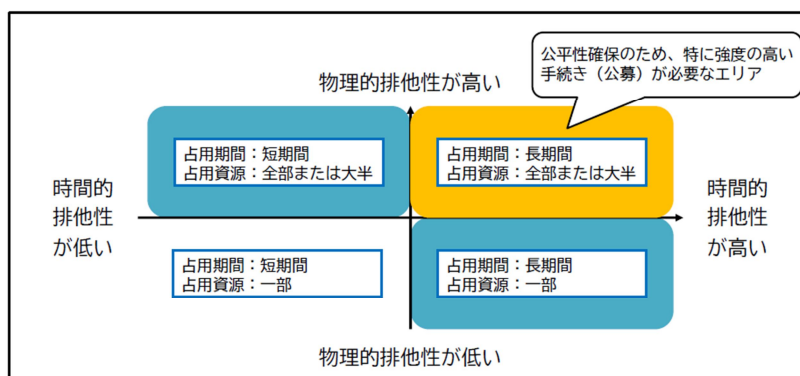 公平性確保のため、特に強度の高い
手続き（公募）が必要なエリア
物理的排他性が高い
占用期間：短期間
占用資源：全部または大半
占用期間：長期間
占用資源：全部または大半
時間的
排他性
が低い
時間的
排他性
が高い
占用期間：短期間
占用資源：一部
占用期間：長期間
占用資源：一部
物理的排他性が低い